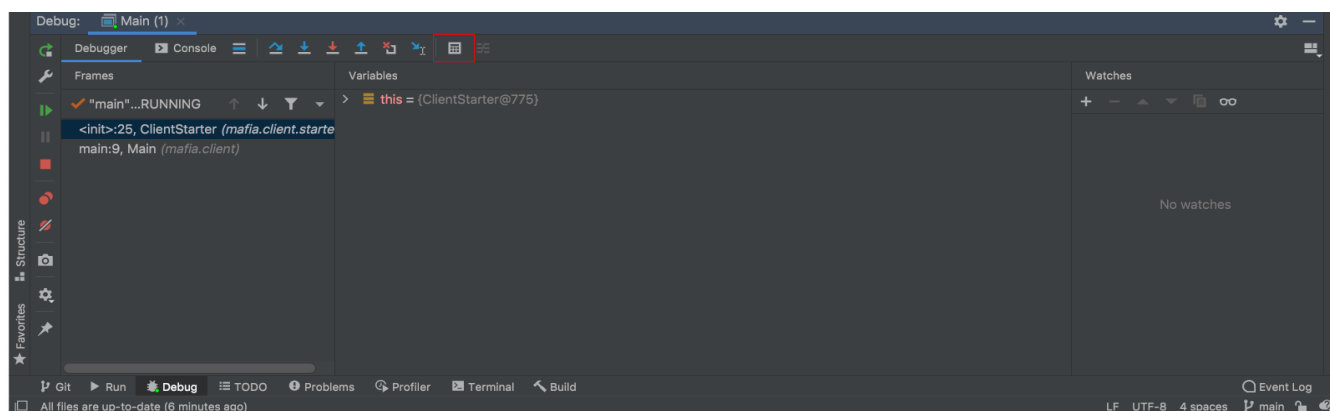 Debug: Main (1)
Debugger Console
Frames Variables Watches
"main"...RUNNING this = {ClientStarter@775}
<init>:25, ClientStarter (mafia.client.starte
main:9, Main (mafia.client)
No watches
Structure
Favorites
Git Run Debug TODO Problems Profiler Terminal Build Event Log
All files are up-to-date (6 minutes ago) LF UTF-8 4 spaces main